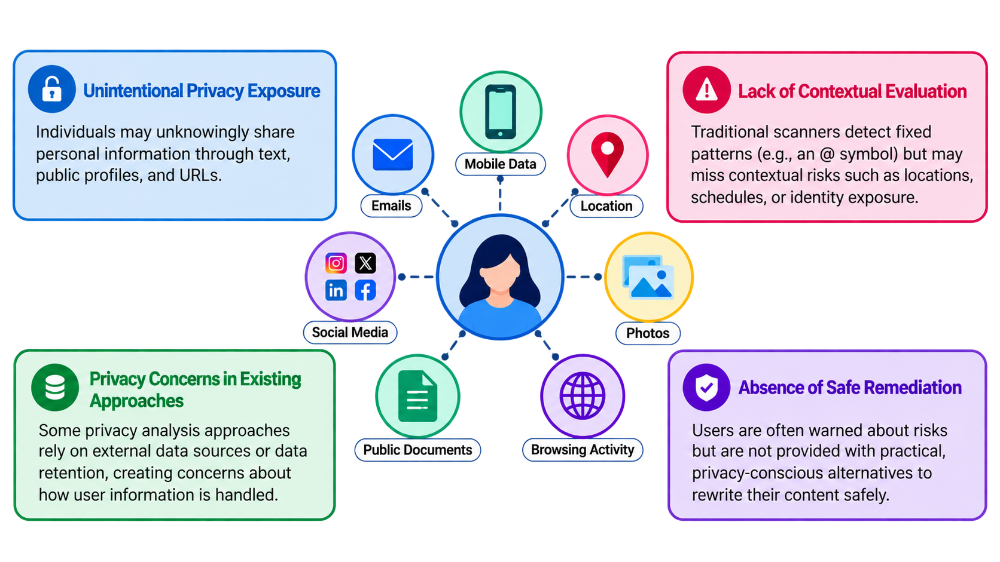 Unintentional Privacy Exposure
Individuals may unknowingly share
personal information through text,
public profiles, and URLs.
Lack of Contextual Evaluation
Traditional scanners detect fixed
patterns (e.g., an @ symbol) but may
miss contextual risks such as locations,
schedules, or identity exposure.
Mobile Data
Emails
Location
in
Social Media
Photos
Public Documents
Browsing Activity
Privacy Concerns in Existing
Approaches
Some privacy analysis approaches
rely on external data sources or data
retention, creating concerns about
how user information is handled.
Absence of Safe Remediation
Users are often warned about risks
but are not provided with practical,
privacy-conscious alternatives to
rewrite their content safely.